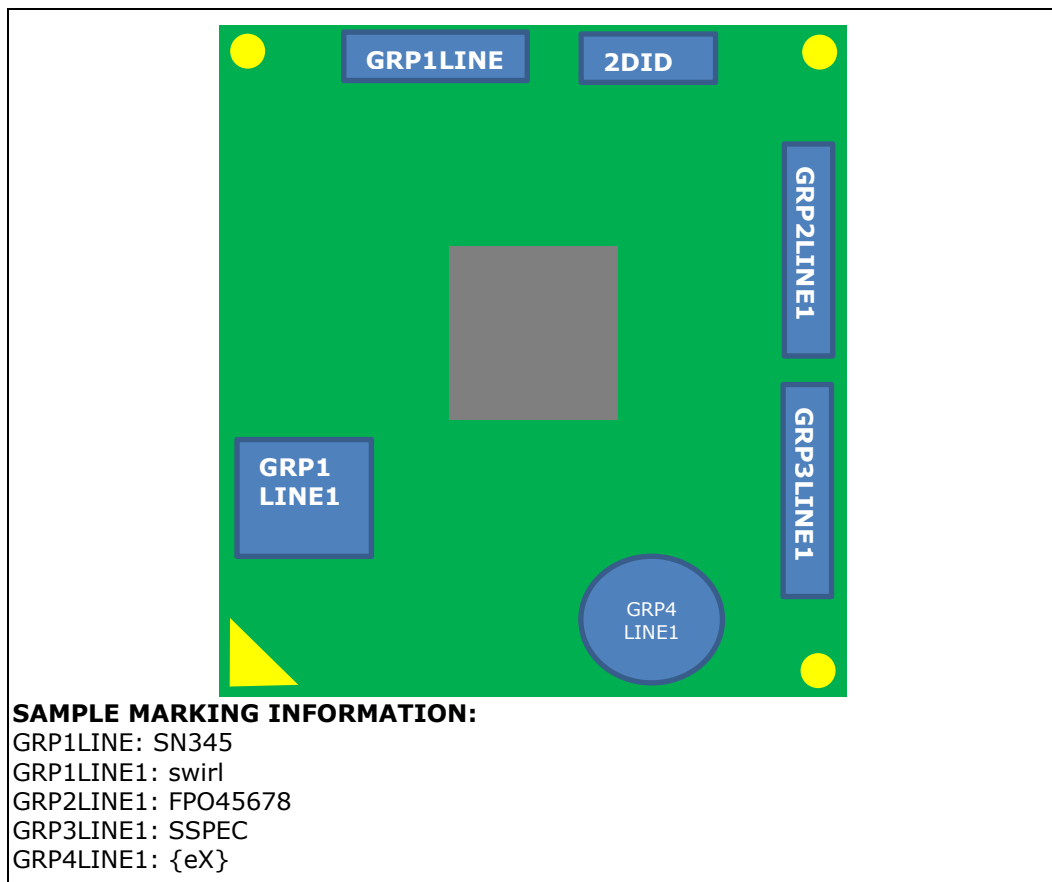 GRP1LINE
2DID
GRP2LINE1
GRP1
LINE1
GRP3LINE1
GRP4
LINE1
SAMPLE MARKING INFORMATION:
GRP1LINE: SN345
GRP1LINE1: swirl
GRP2LINE1: FPO45678
GRP3LINE1: SSPEC
GRP4LINE1: {eX}